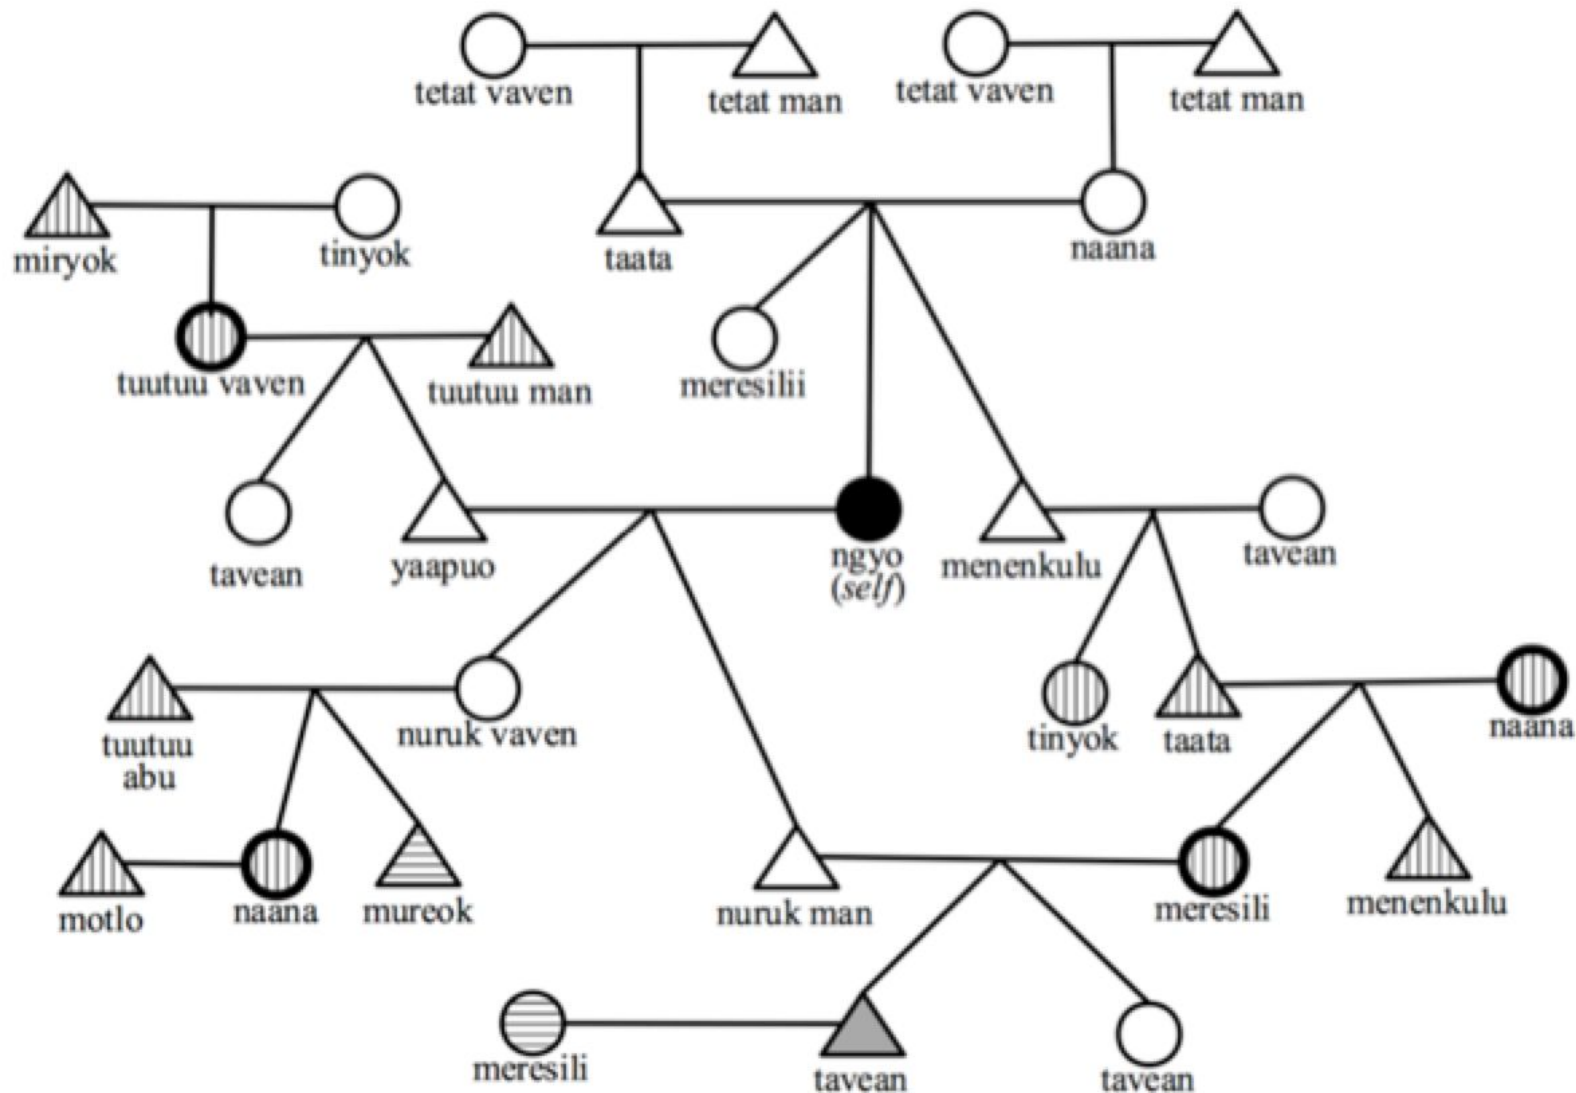 tetat vaven
tetat man
tetat vaven
tetat man
miryok
tinyok
taata
naana
tuutuu vaven
tuutuu man
meresilii
tavean
yaapuo
ngyo
(self)
menenkulu
tavean
tuutuu
abu
nuruk vaven
tinyok
taata
naana
motlo
naana
mureok
nuruk man
meresili
menenkulu
meresili
tavean
tavean